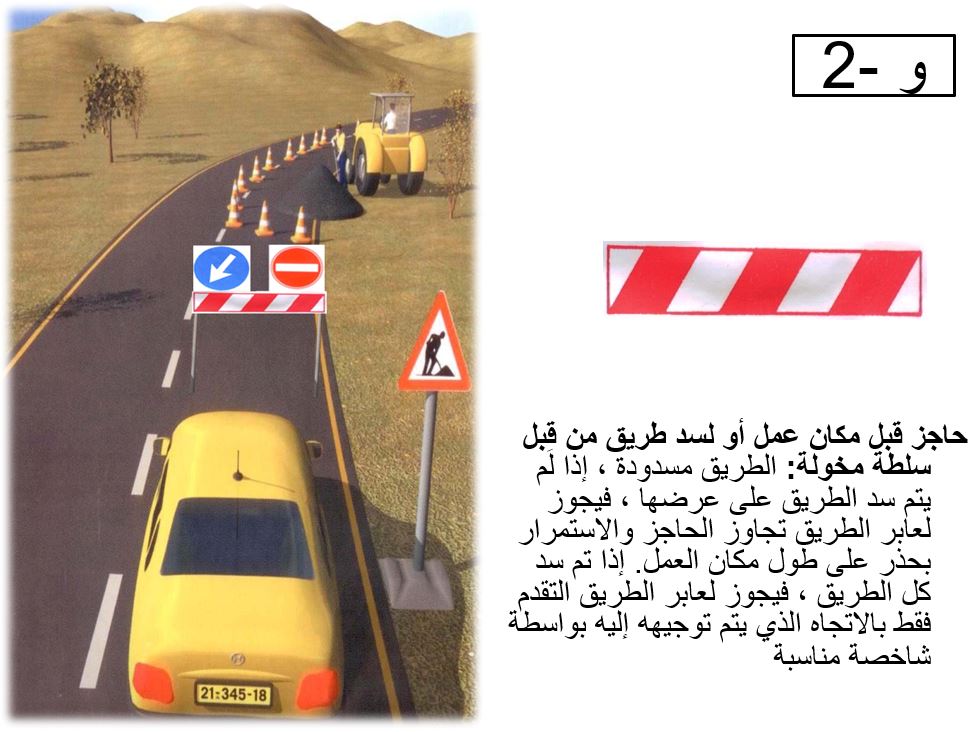 و -2
حاجز قبل مكان عمل أو لسد طريق من قبل
سلطة مخولة: الطريق مسدودة ، إذا لَم
يتم سد الطريق على عرضها ، فيجوز
لعابر الطريق تجاوز الحاجز والاستمرار
بحذر على طول مكان العمل. إذا تم سد
كل الطريق ، فيجوز لعابر الطريق التقدم
فقط بالاتجاه الذي يتم توجيهه إليه بواسطة
شاخصة مناسبة
21-345-18